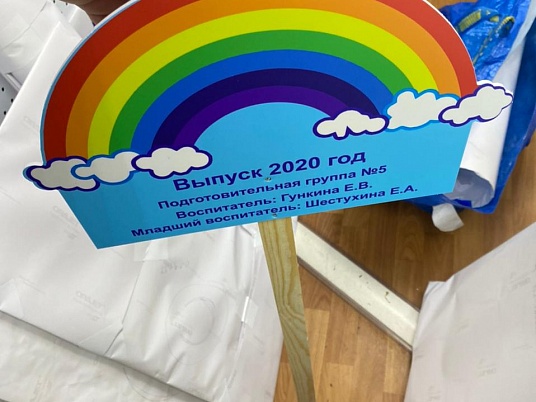 Выпуск 2020 год
Подготовительная группа №5
Воспитатель: Гункина Е.В.
Младший воспитатель: Шестухина Е.А.